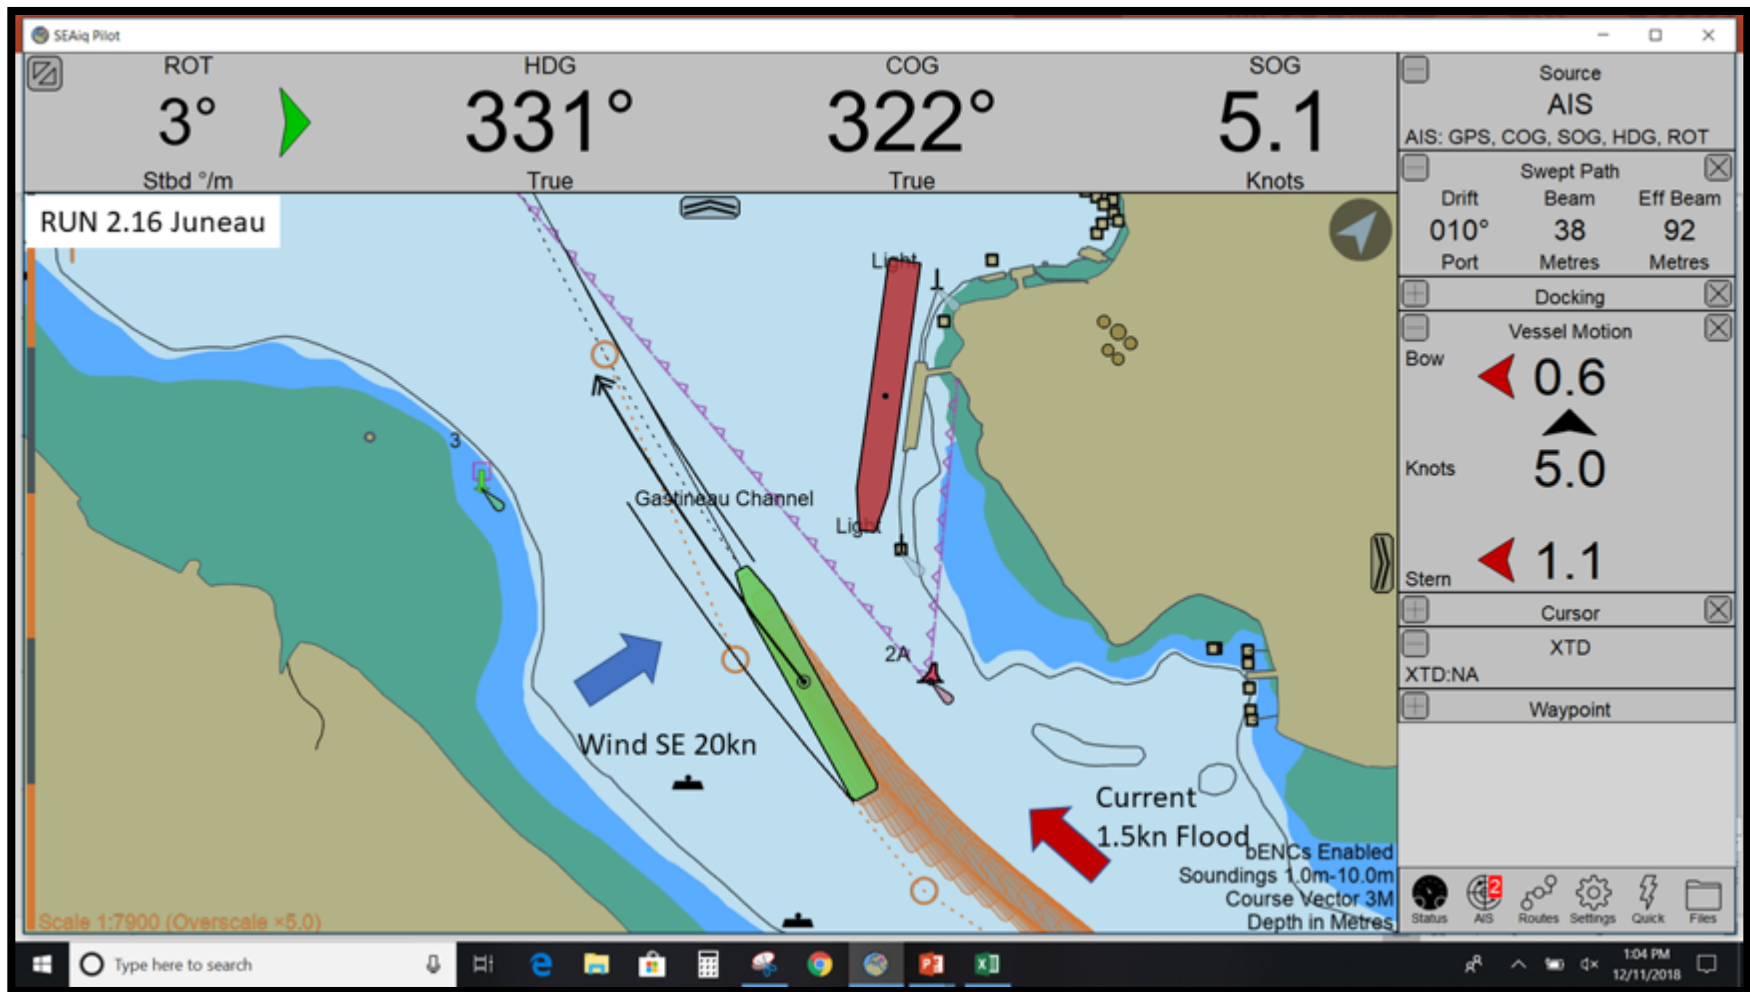 SEAiq Pilot
ROT HDG COG SOG
3° 331° 322° 5.1
Stbd °/m True True Knots
RUN 2.16 Juneau
Light
3
Gastineau Channel
Light
2A
Wind SE 20kn
Current
1.5kn Flood
bENCs Enabled
Soundings 1.0m-10.0m
Course Vector 3M
Depth in Metres
Scale 1:7900 (Overscale ×5.0)
Source
AIS
AIS: GPS, COG, SOG, HDG, ROT
Swept Path
Drift Beam Eff Beam
010° 38 92
Port Metres Metres
Docking
Vessel Motion
Bow 0.6
Knots 5.0
Stern 1.1
Cursor
XTD
XTD:NA
Waypoint
2
Status AIS Routes Settings Quick Files
Type here to search
1:04 PM
12/11/2018